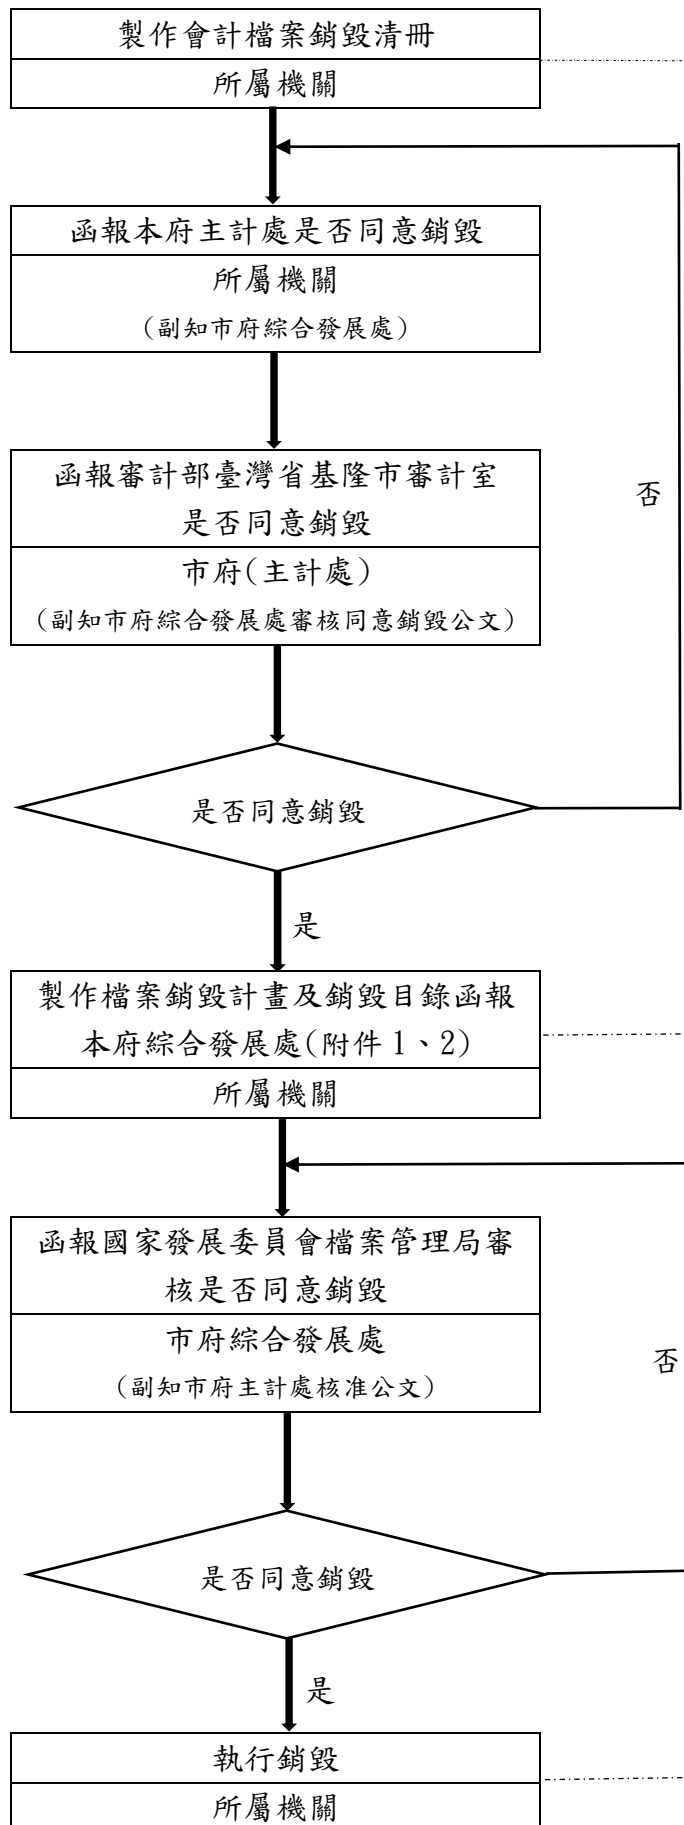 製作會計檔案銷毀清冊
所屬機關
函報本府主計處是否同意銷毀
所屬機關
(副知市府綜合發展處)
函報審計部臺灣省基隆市審計室
是否同意銷毀
市府(主計處)
(副知市府綜合發展處審核同意銷毀公文)
否
是否同意銷毀
是
製作檔案銷毀計畫及銷毀目錄函報
本府綜合發展處(附件1、2)
所屬機關
函報國家發展委員會檔案管理局審
核是否同意銷毀
市府綜合發展處
(副知市府主計處核准公文)
否
是否同意銷毀
是
執行銷毀
所屬機關